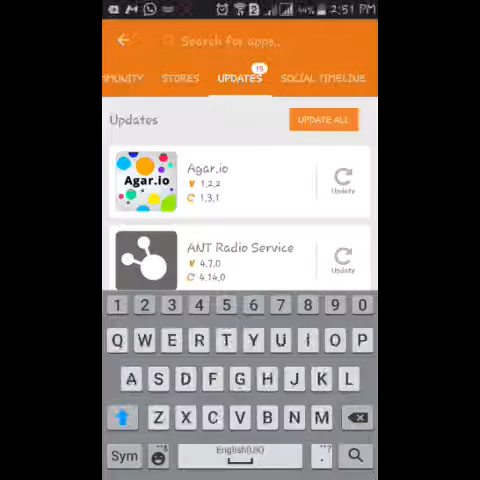 44% 2:51 PM
Search for apps..
MUNITY STORES UPDATES 15 SOCIAL TIMELINE
Updates UPDATE ALL
Agar.io
Agar.io
V 1.2.2
1.3.1
Update
ANT Radio Service
V 4.7.0
4.14.0
Update
1 2 3 4 5 6 7 8 9 0
Q W E R T Y U I O P
A S D F G H J K L
Z X C V B N M
Sym English(UK) . ?